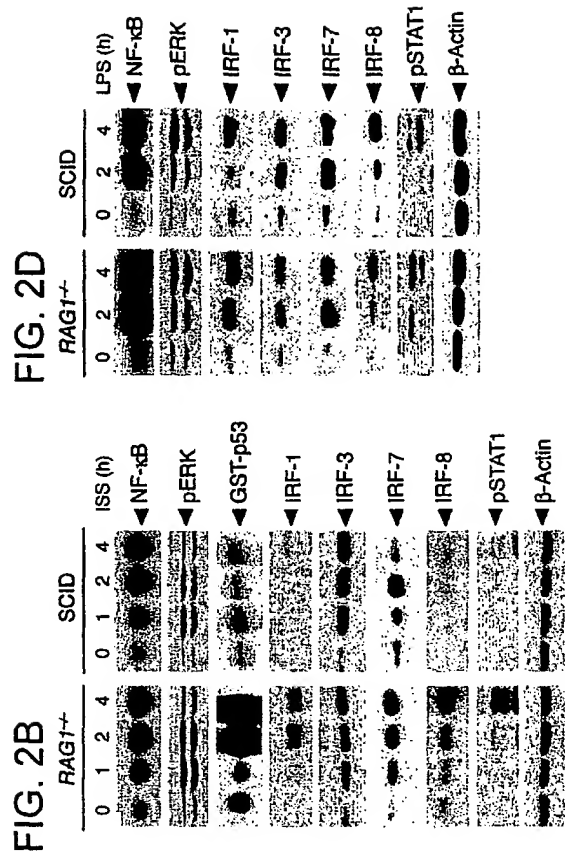 FIG. 2B
RAG1-/- SCID
0 1 2 4 0 1 2 4 ISS (h)
NF-κB
pERK
GST-p53
IRF-1
IRF-3
IRF-7
IRF-8
pSTAT1
β-Actin
FIG. 2D
RAG1-/- SCID
0 2 4 0 2 4 LPS (h)
NF-κB
pERK
IRF-1
IRF-3
IRF-7
IRF-8
pSTAT1
β-Actin